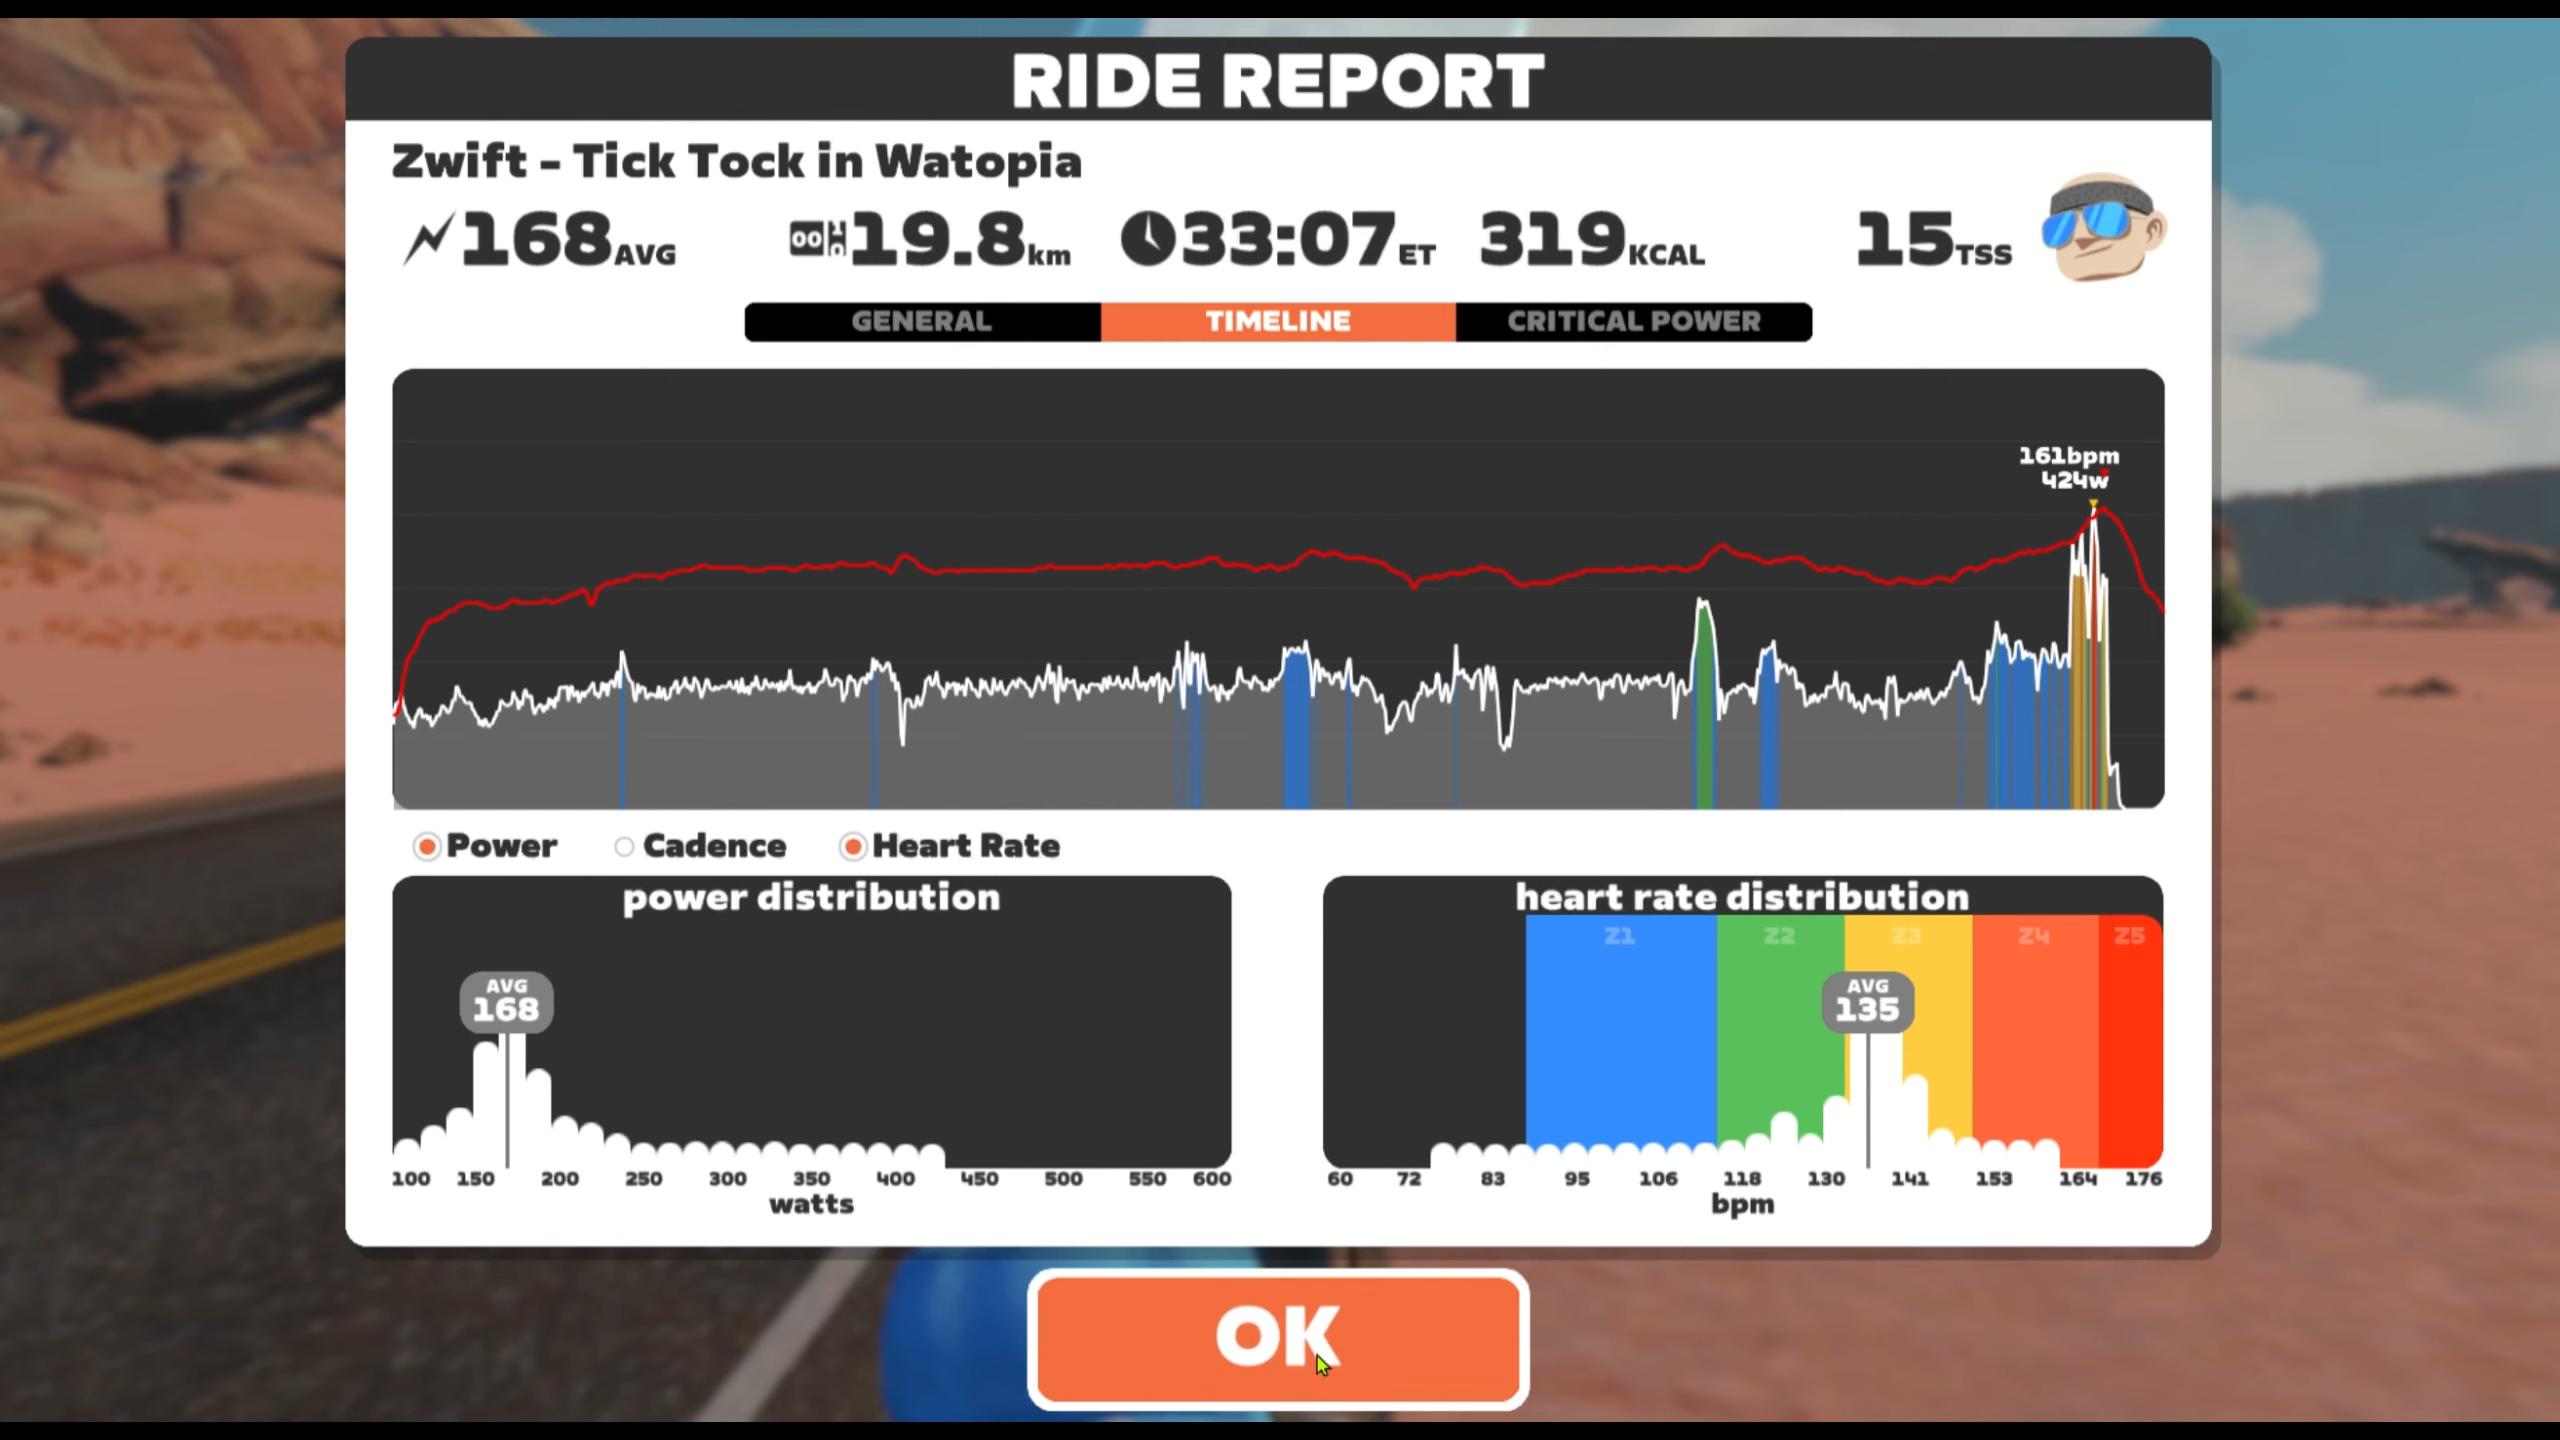 RIDE REPORT
Zwift - Tick Tock in Watopia
168AVG 00 19.8km 33:07ET 319KCAL 15TSS
GENERAL TIMELINE CRITICAL POWER
161bpm
424w
Power Cadence Heart Rate
power distribution
AVG
168
100 150 200 250 300 350 400 450 500 550 600
watts
heart rate distribution
Z1 Z2 Z3 Z4 Z5
AVG
135
60 72 83 95 106 118 130 141 153 164 176
bpm
OK